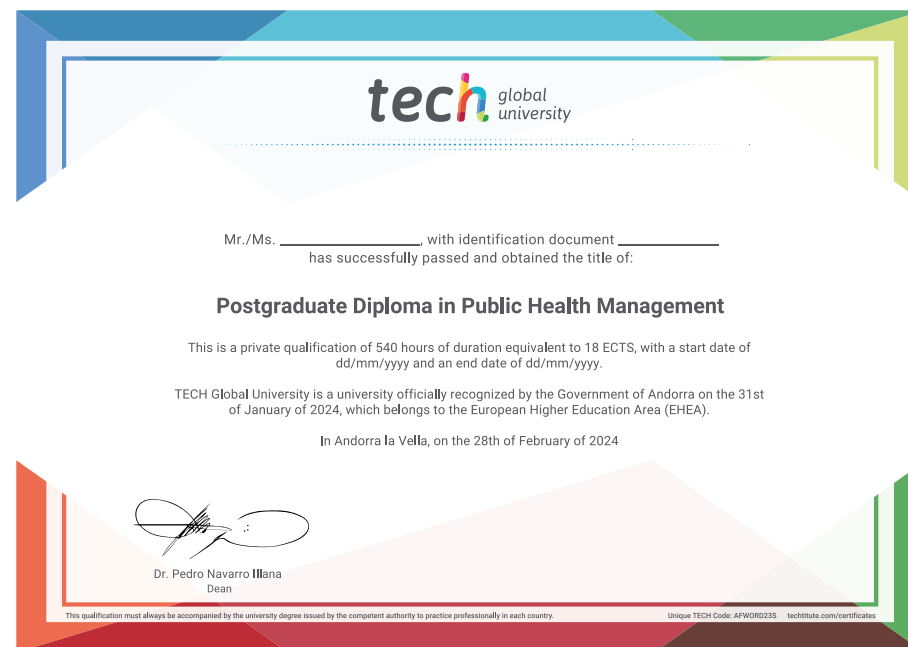 tech global university
Mr./Ms. ____________________, with identification document ______________
has successfully passed and obtained the title of:
Postgraduate Diploma in Public Health Management
This is a private qualification of 540 hours of duration equivalent to 18 ECTS, with a start date of
dd/mm/yyyy and an end date of dd/mm/yyyy.
TECH Global University is a university officially recognized by the Government of Andorra on the 31st
of January of 2024, which belongs to the European Higher Education Area (EHEA).
In Andorra la Vella, on the 28th of February of 2024
Dr. Pedro Navarro Illana
Dean
This qualification must always be accompanied by the university degree issued by the competent authority to practice professionally in each country.
Unique TECH Code: AFWORD23S techtitute.com/certificates